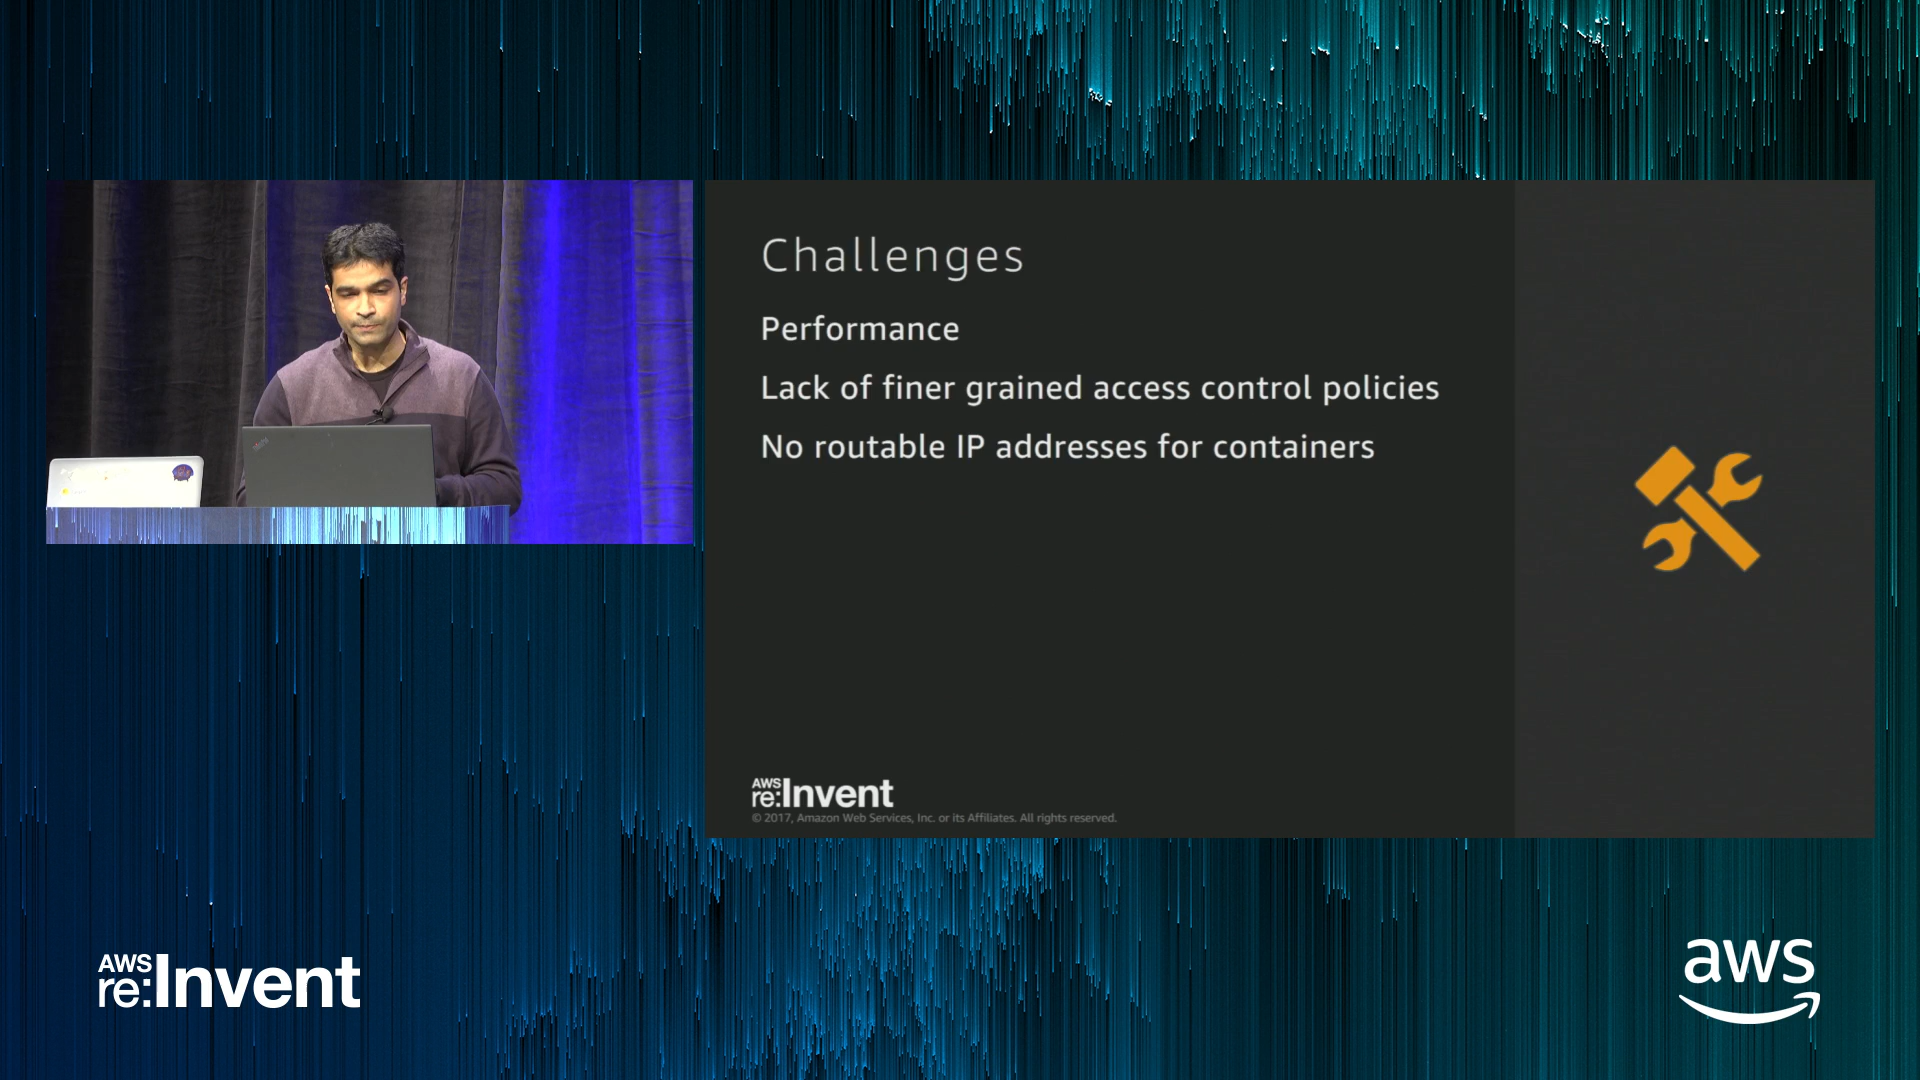 Challenges
Performance
Lack of finer grained access control policies
No routable IP addresses for containers
AWS
re:Invent
© 2017, Amazon Web Services, Inc. or its Affiliates. All rights reserved.
AWS
re:Invent
aws